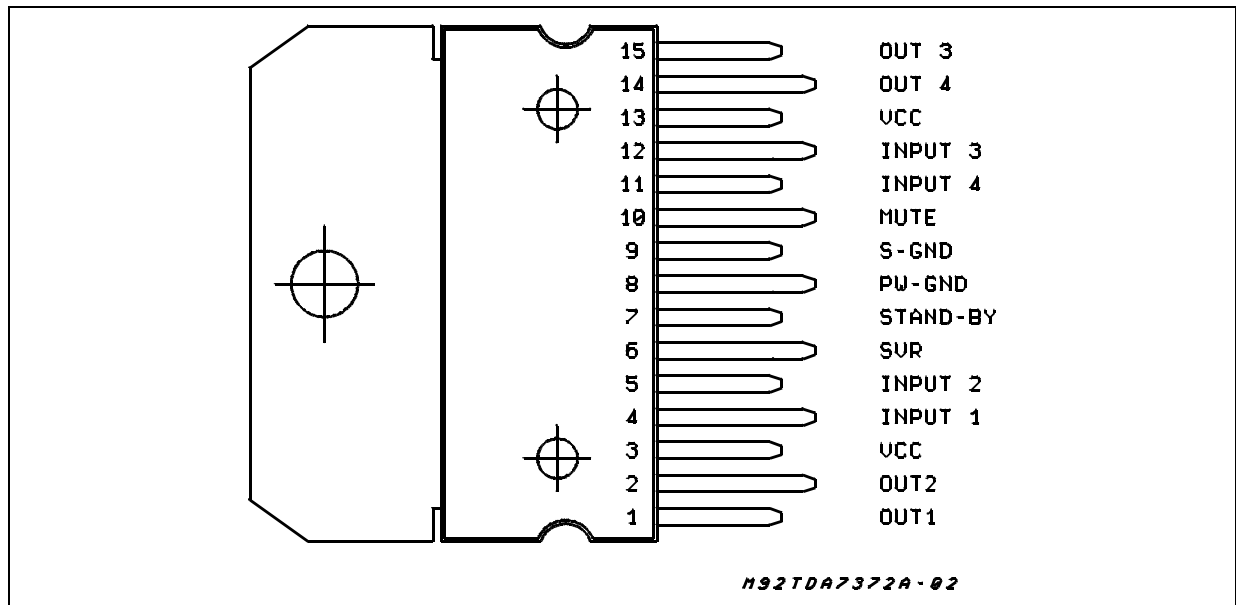 15 OUT 3
14 OUT 4
13 VCC
12 INPUT 3
11 INPUT 4
10 MUTE
9 S-GND
8 PW-GND
7 STAND-BY
6 SVR
5 INPUT 2
4 INPUT 1
3 VCC
2 OUT2
1 OUT1
M92TDA7372A-02